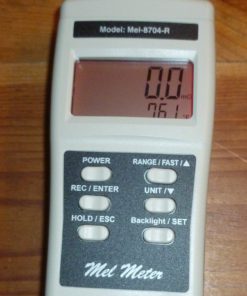 Model: Mel-8704-R
0.0 mG
76.1 °F
POWER RANGE / FAST / ▲
REC / ENTER UNIT / ▼
HOLD / ESC Backlight / SET
Mel Meter